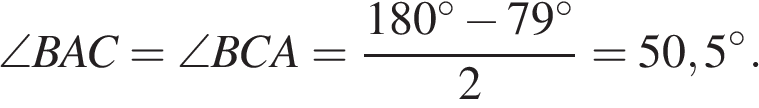 ∠BAC = ∠BCA = (180° − 79°)/2 = 50,5°.